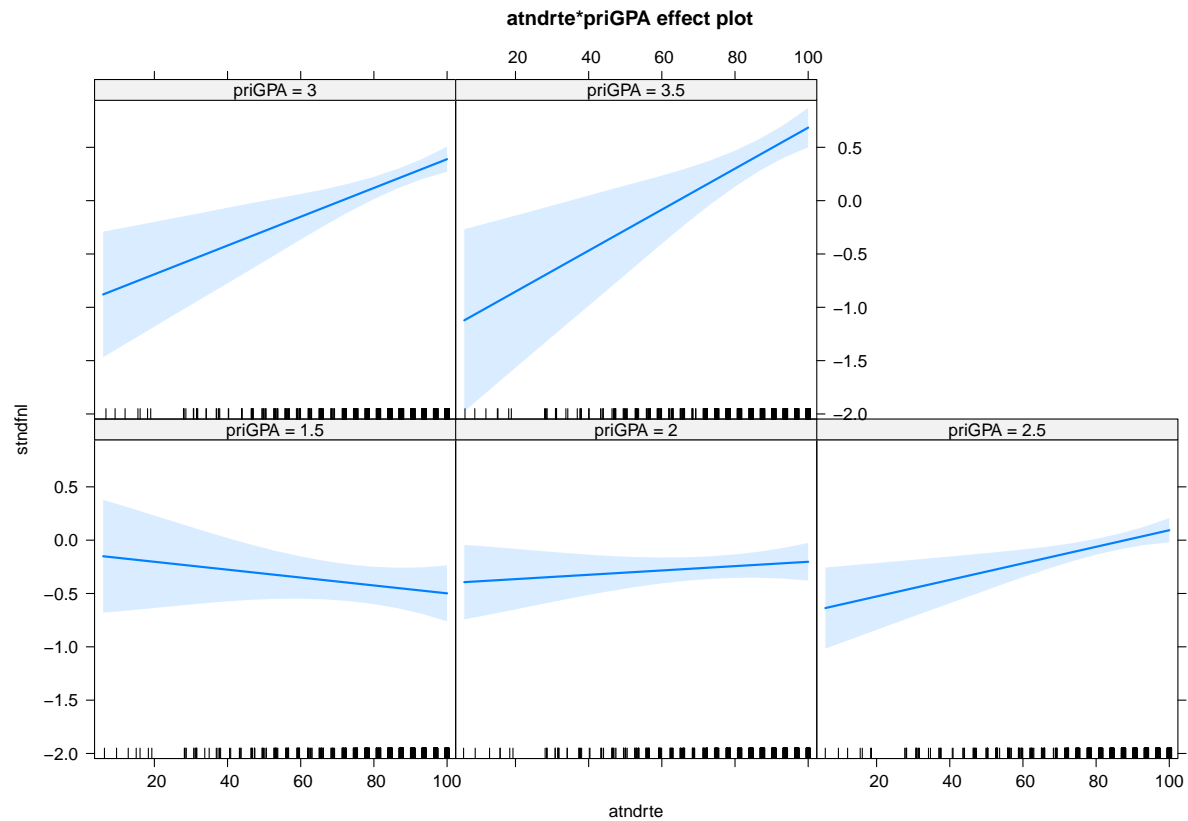 atndrte*priGPA effect plot
20 40 60 80 100
priGPA = 3 priGPA = 3.5
0.5
0.0
−0.5
−1.0
−1.5
−2.0
stndfnl
priGPA = 1.5 priGPA = 2 priGPA = 2.5
0.5
0.0
−0.5
−1.0
−1.5
−2.0
20 40 60 80 100 20 40 60 80 100
atndrte